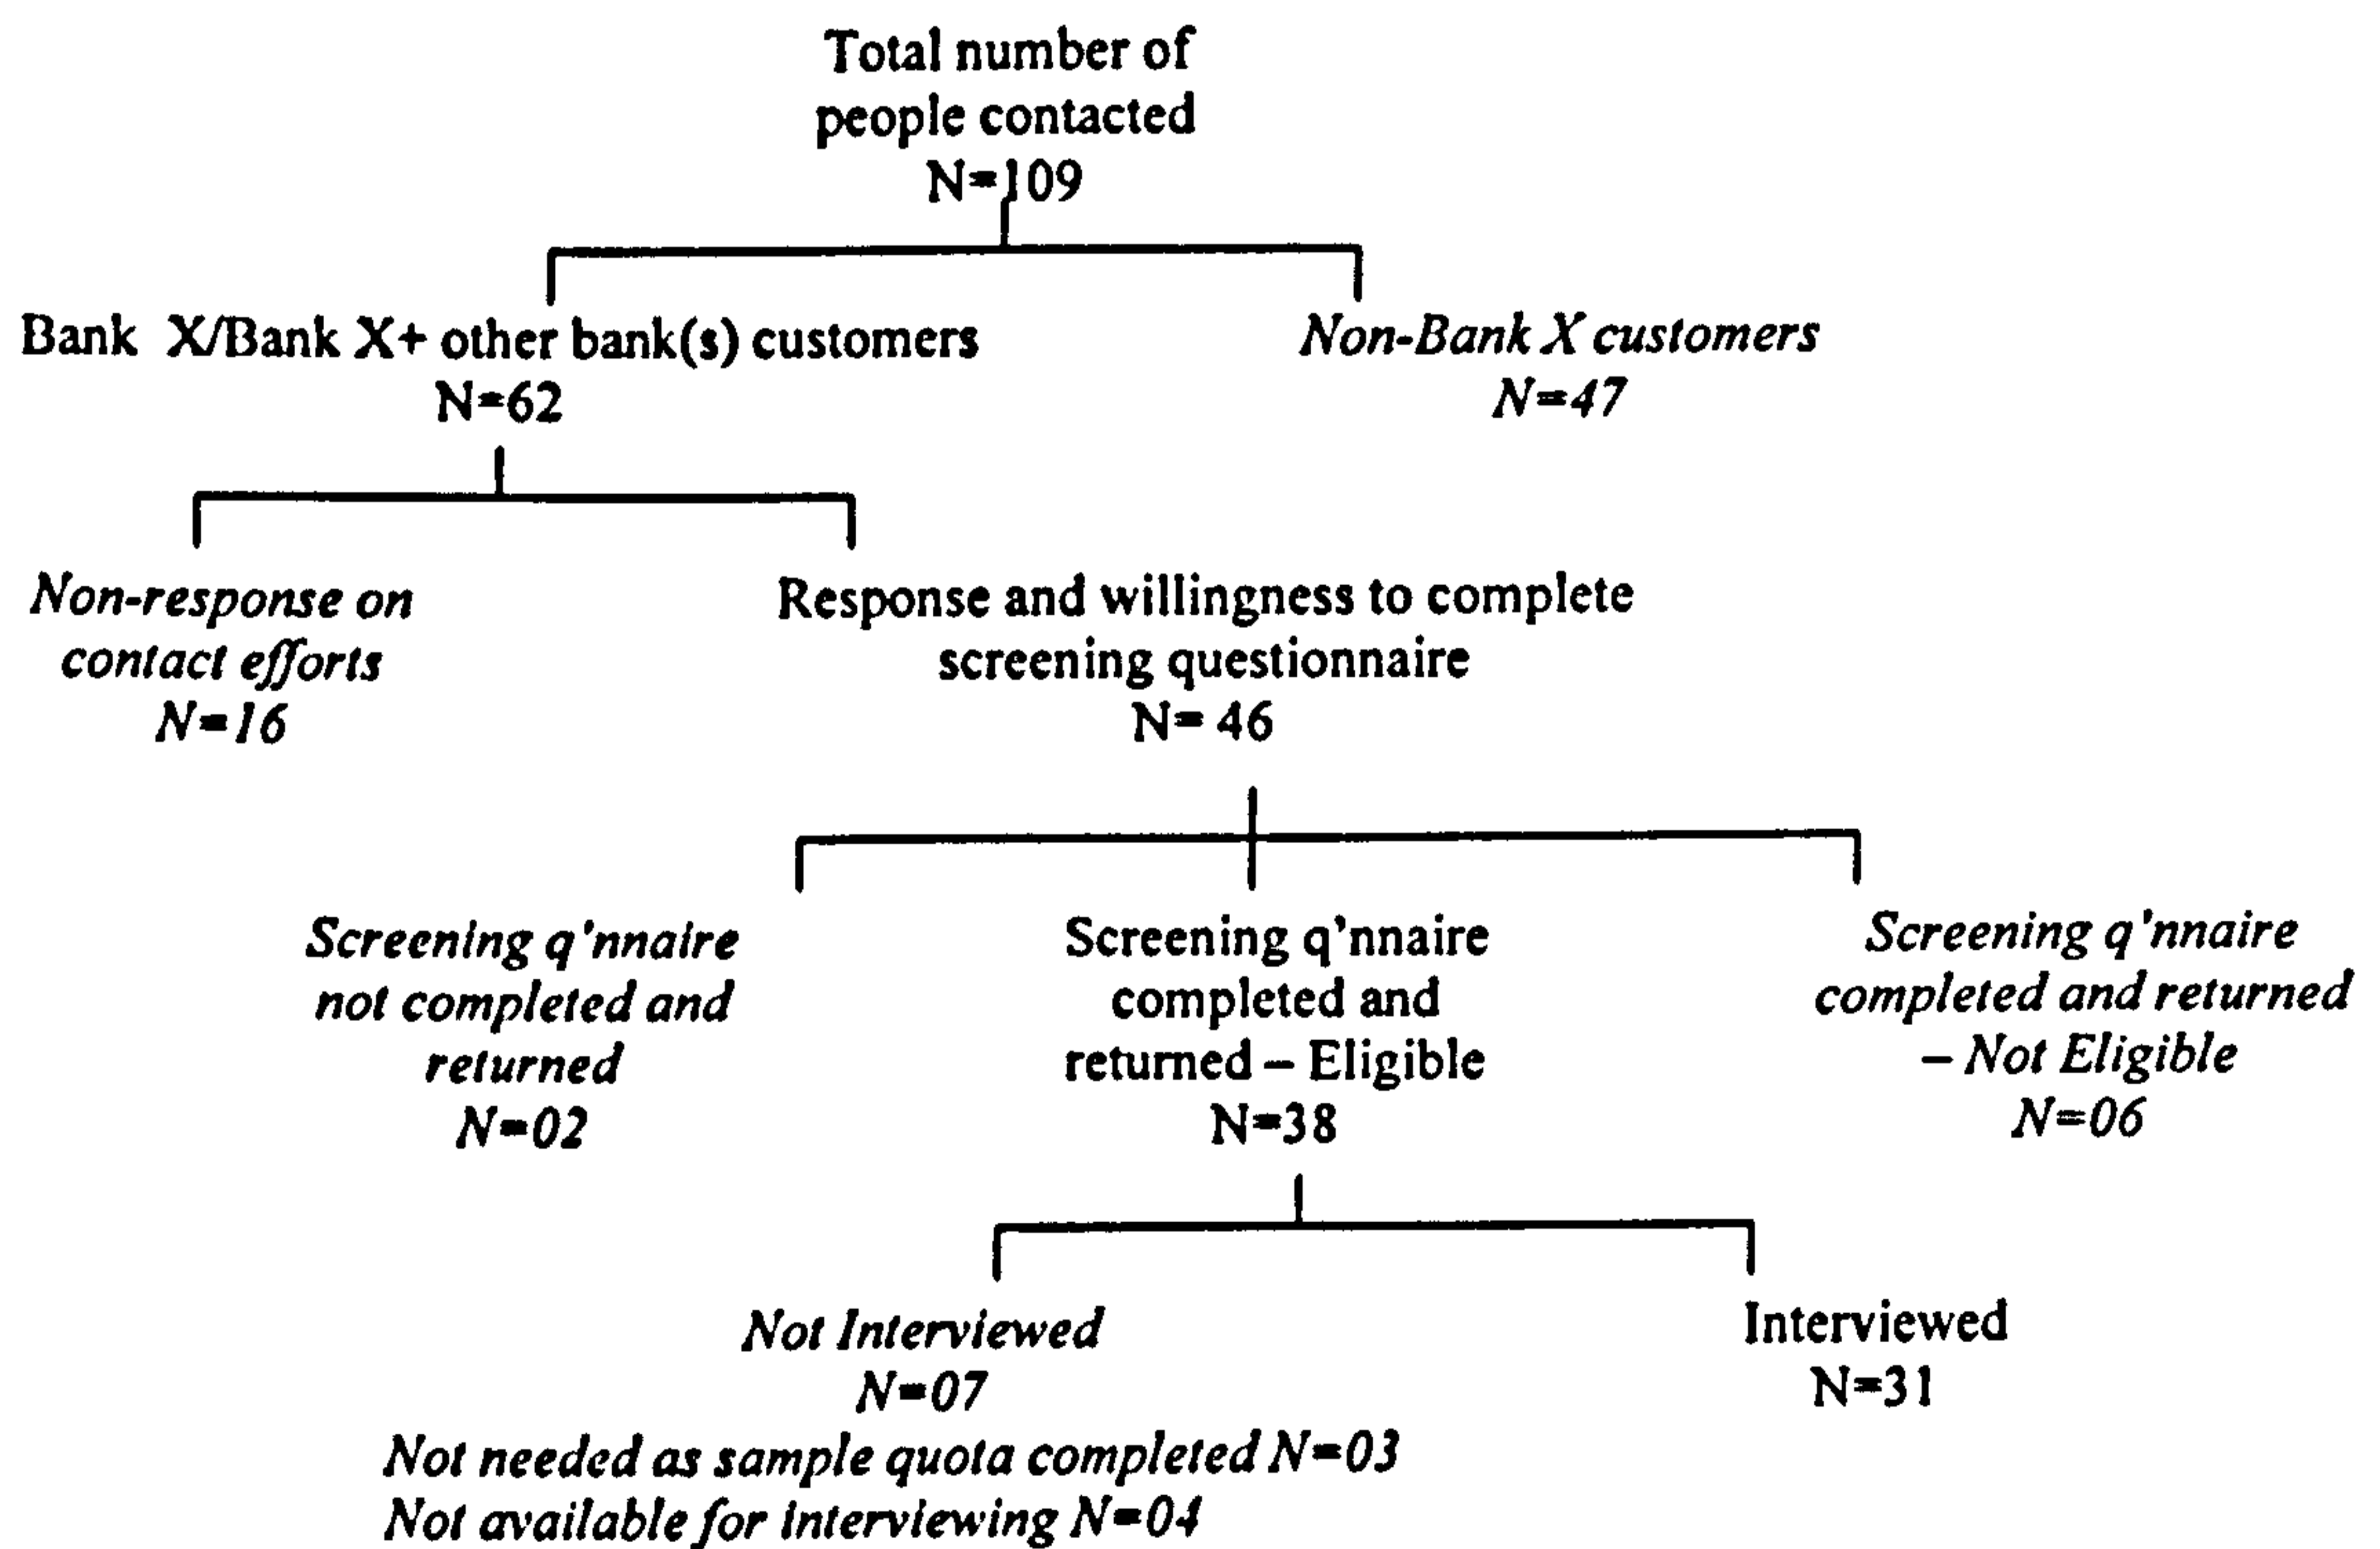 Total number of
people contacted
N=109
Bank X/Bank X+ other bank(s) customers
N=62
Non-Bank X customers
N=47
Non-response on
contact efforts
N=16
Response and willingness to complete
screening questionnaire
N= 46
Screening q'nnaire
not completed and
returned
N=02
Screening q'nnaire
completed and
returned – Eligible
N=38
Screening q'nnaire
completed and returned
– Not Eligible
N=06
Not Interviewed
N=07
Not needed as sample quota completed N=03
Not available for interviewing N=04
Interviewed
N=31